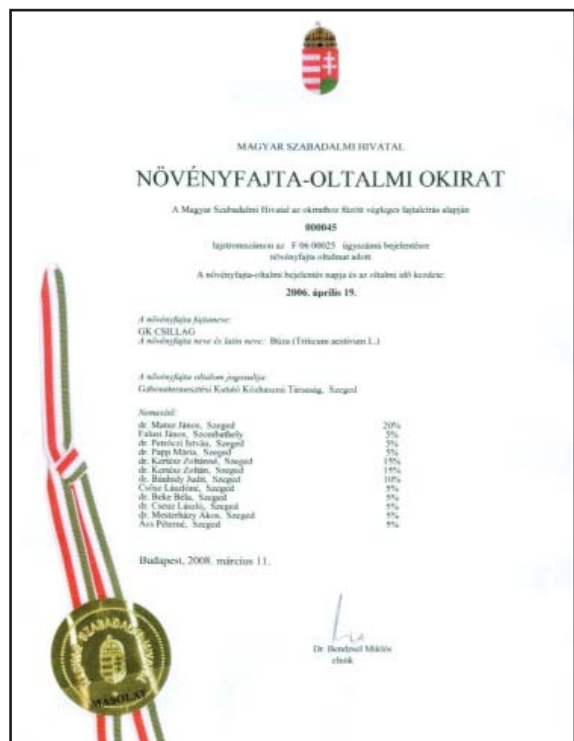 MAGYAR SZABADALMI HIVATAL
NÖVÉNYFAJTA-OLTALMI OKIRAT
A Magyar Szabadalmi Hivatal az okirathoz fűzött végleges fajtaleírás alapján
000045
lajstromszámon az F 06 00025 ügyszámú bejelentésre
növényfajta oltalmat adott.
A növényfajta-oltalmi bejelentés napja és az oltalmi idő kezdete:
2006. április 19.
A növényfajta fajtaneve:
GK CSILLAG
A növényfajta neve és latin neve: Búza (Triticum aestivum L.)
A növényfajta oltalom jogosultja:
Gabonatermesztési Kutató Közhasznú Társaság, Szeged
Nemesítő:
dr. Matuz János, Szeged 20%
Falusi János, Szombathely 5%
dr. Petróczi István, Szeged 5%
dr. Papp Mária, Szeged 5%
dr. Kertész Zoltánné, Szeged 15%
dr. Kertész Zoltán, Szeged 15%
dr. Bánhidy Judit, Szeged 10%
Csősz Lászlóné, Szeged 5%
dr. Beke Béla, Szeged 5%
dr. Cseuz László, Szeged 5%
dr. Mesterházy Ákos, Szeged 5%
Ács Péterné, Szeged 5%
Budapest, 2008. március 11.
Dr. Bendzsel Miklós
elnök
MAGYAR SZABADALMI HIVATAL
MÁSOLAT